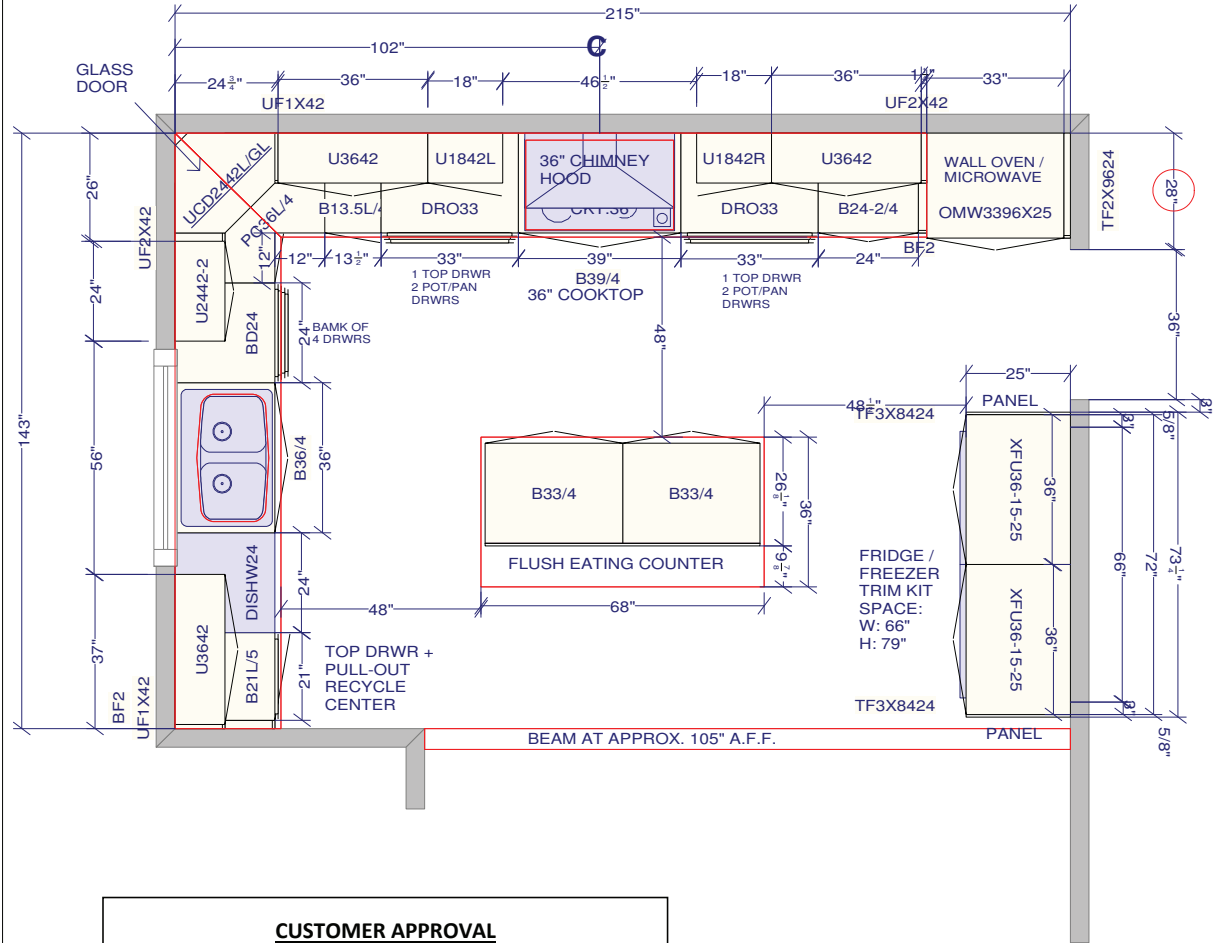 215"
102"
C
GLASS
DOOR
24 3/4"
36"
18"
46 1/2"
18"
36"
33"
UF1X42
UF2X42
UCD2442L/GL
U3642
U1842L
36" CHIMNEY
HOOD
U1842R
U3642
WALL OVEN /
MICROWAVE
TF2X9624
28"
26"
B13.5L/4
DRO33
CKT.36"
DRO33
B24-2/4
OMW3396X25
PC36L/4
BF2
UF2X42
12"
12"
13 1/2"
33"
39"
33"
24"
B39/4
36" COOKTOP
1 TOP DRWR
2 POT/PAN
DRWRS
1 TOP DRWR
2 POT/PAN
DRWRS
24"
U2442-2
BD24
24"
BAMK OF
4 DRWRS
48"
36"
25"
PANEL
48 1/2"
TF3X8424
3"
3"
5/8"
143"
56"
B36/4
36"
B33/4
B33/4
26 1/8"
36"
9 7/8"
FLUSH EATING COUNTER
XFU36-15-25
36"
66"
72"
73 1/4"
FRIDGE /
FREEZER
TRIM KIT
SPACE:
W: 66"
H: 79"
DISHW24
24"
48"
68"
XFU36-15-25
36"
37"
U3642
B21L/5
21"
TOP DRWR +
PULL-OUT
RECYCLE
CENTER
BF2
UF1X42
TF3X8424
3"
BEAM AT APPROX. 105" A.F.F.
PANEL
5/8"
CUSTOMER APPROVAL